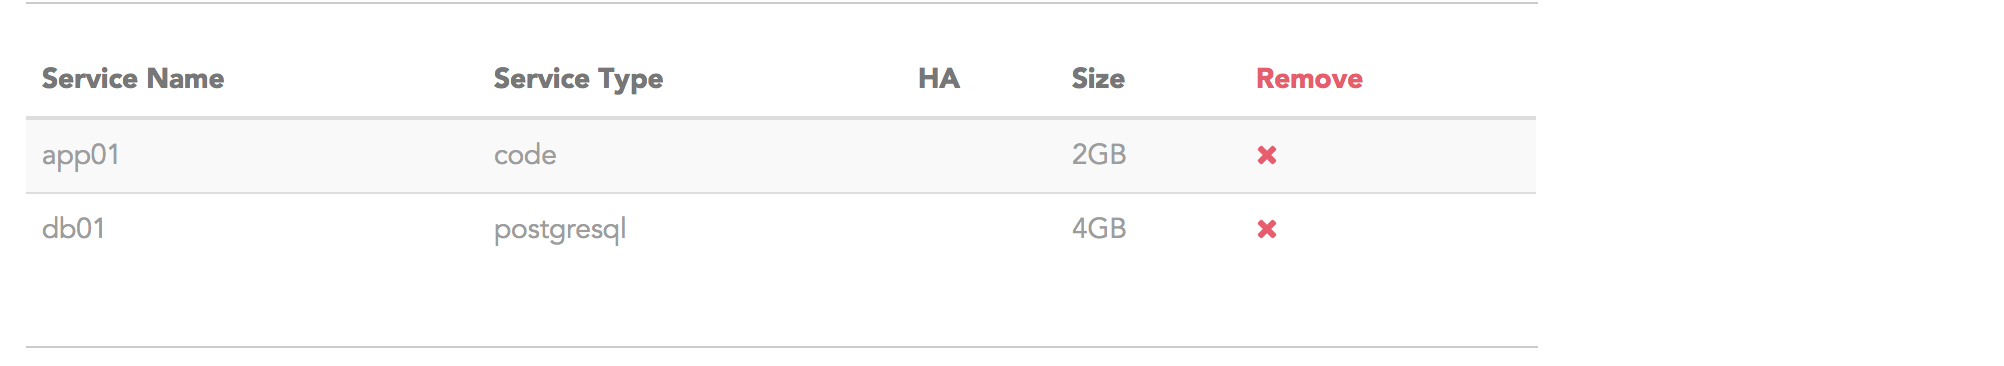 Service Name Service Type HA Size Remove
app01 code 2GB
db01 postgresql 4GB